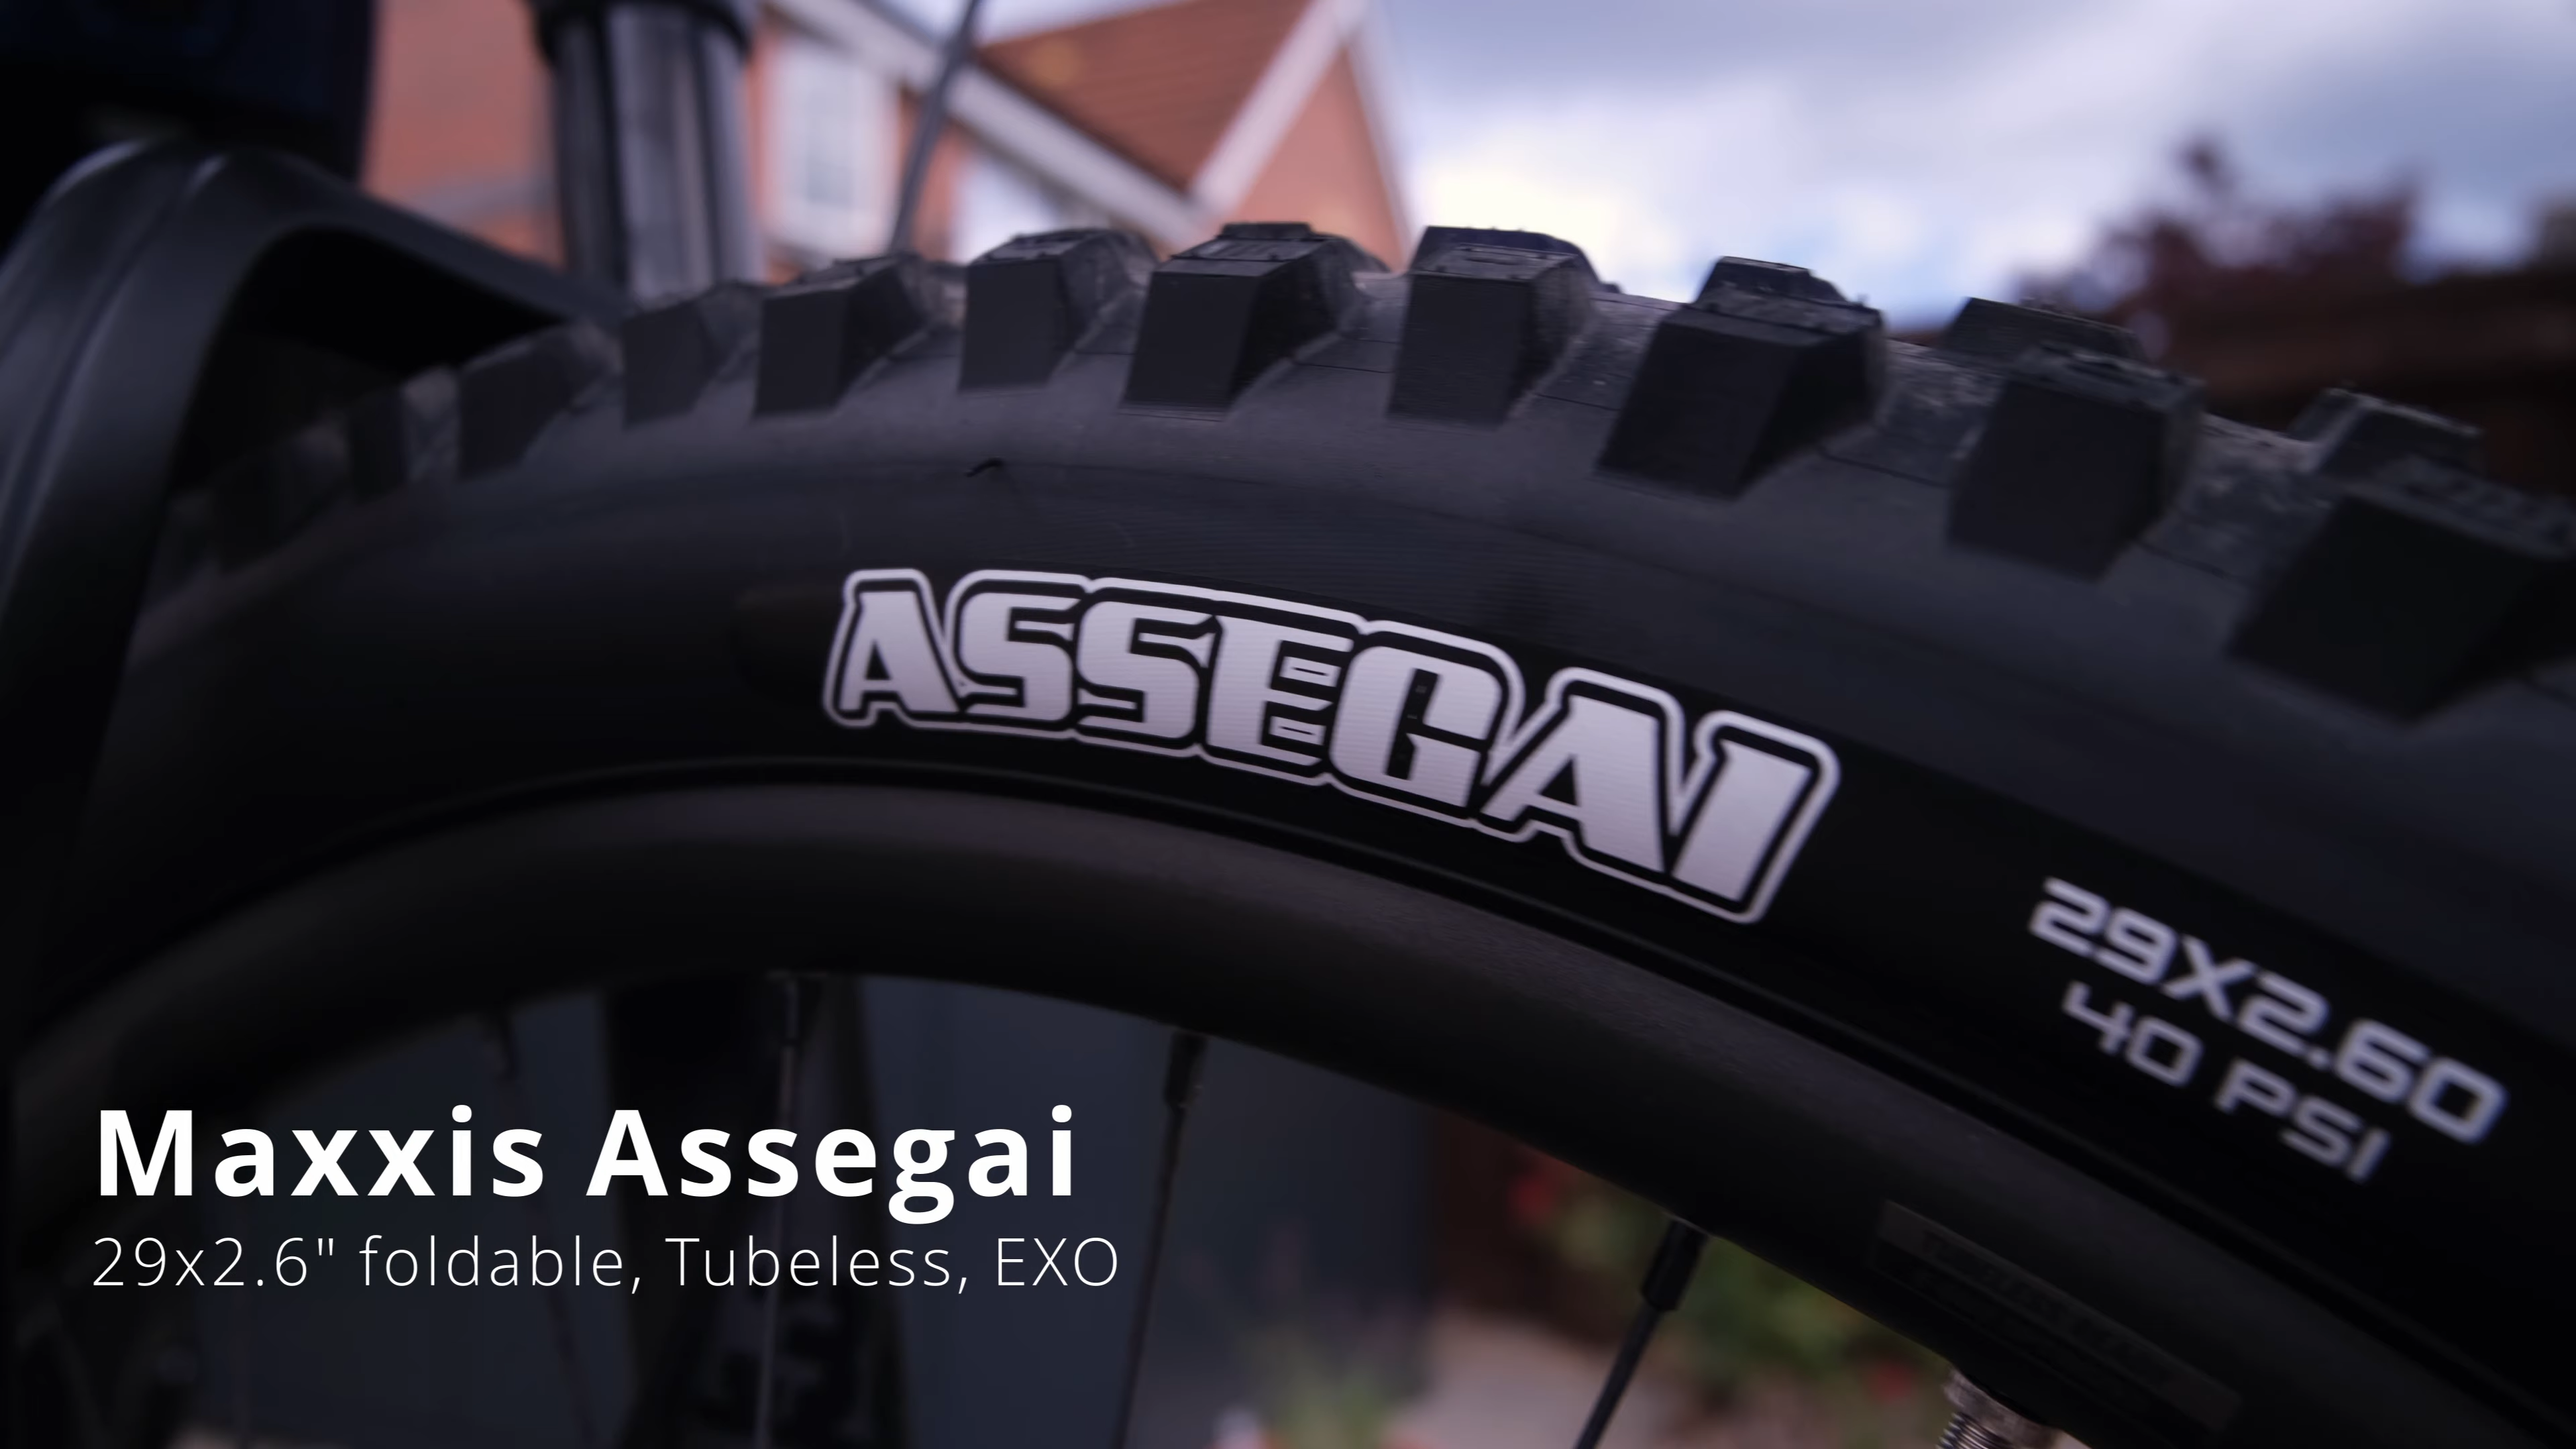 ASSEGAI
29X2.60
40 PSI
Maxxis Assegai
29x2.6" foldable, Tubeless, EXO